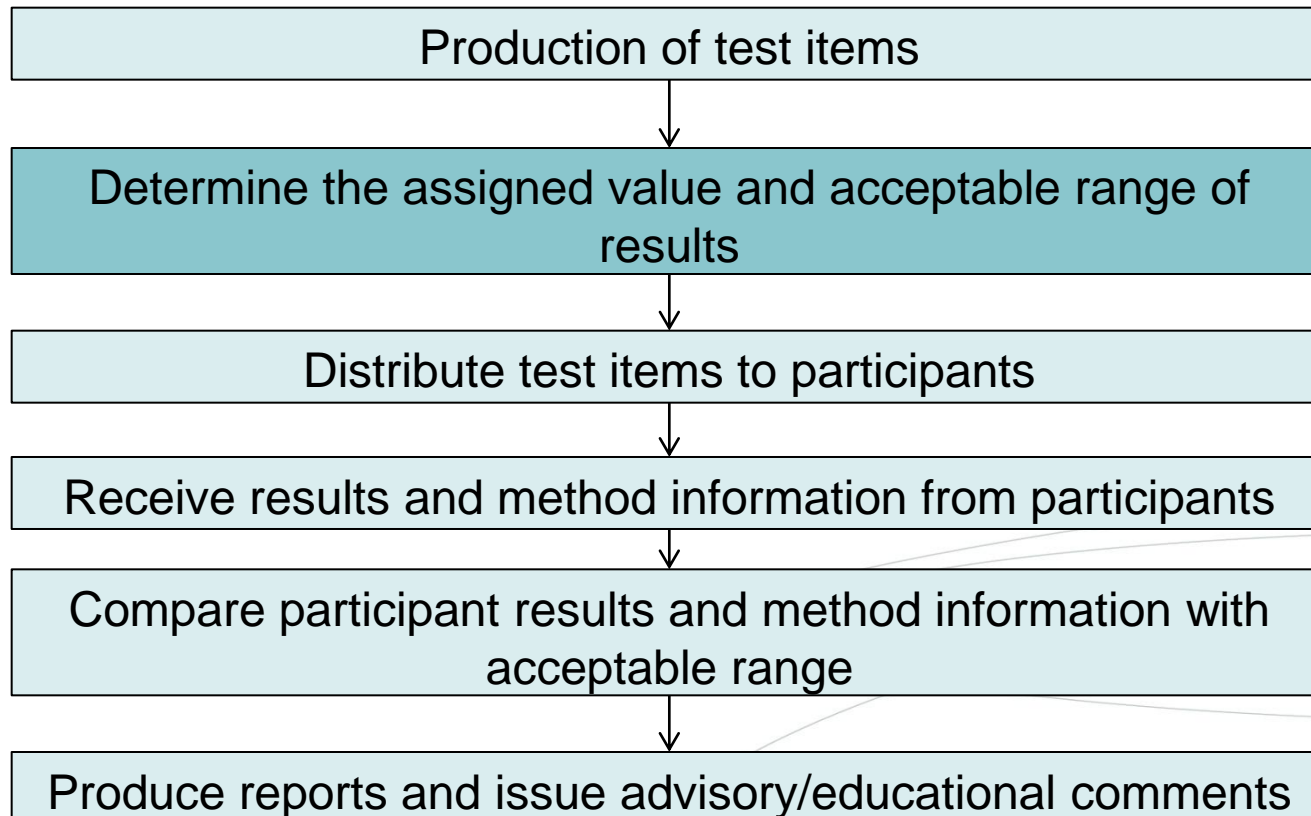 Production of test items
Determine the assigned value and acceptable range of
results
Distribute test items to participants
Receive results and method information from participants
Compare participant results and method information with
acceptable range
Produce reports and issue advisory/educational comments